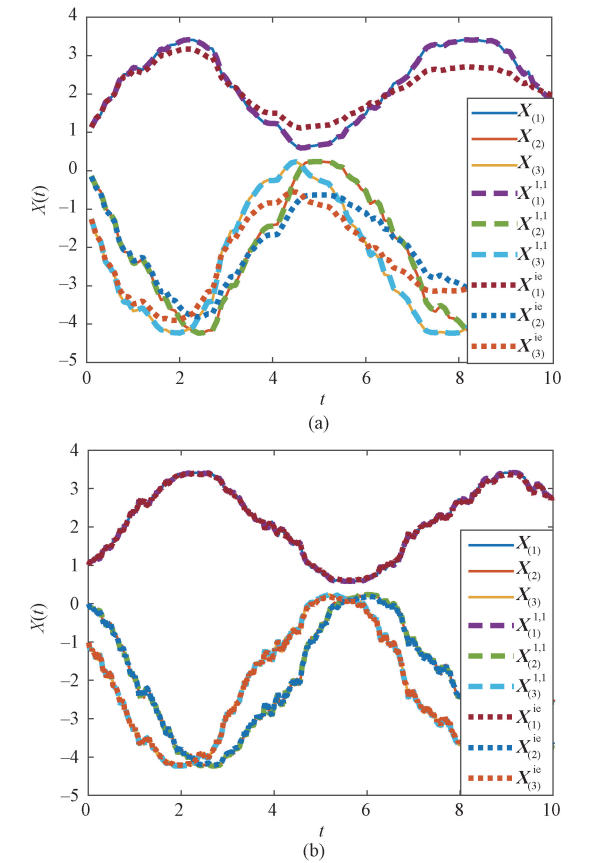 4
3
2
1
0
−1
−2
−3
−4
−5
X(t)
X(1)
X(2)
X(3)
X(1)^1,1
X(2)^1,1
X(3)^1,1
X(1)^ie
X(2)^ie
X(3)^ie
0 2 4 6 8 10
t
(a)
4
3
2
1
0
−1
−2
−3
−4
−5
X(t)
X(1)
X(2)
X(3)
X(1)^1,1
X(2)^1,1
X(3)^1,1
X(1)^ie
X(2)^ie
X(3)^ie
0 2 4 6 8 10
t
(b)